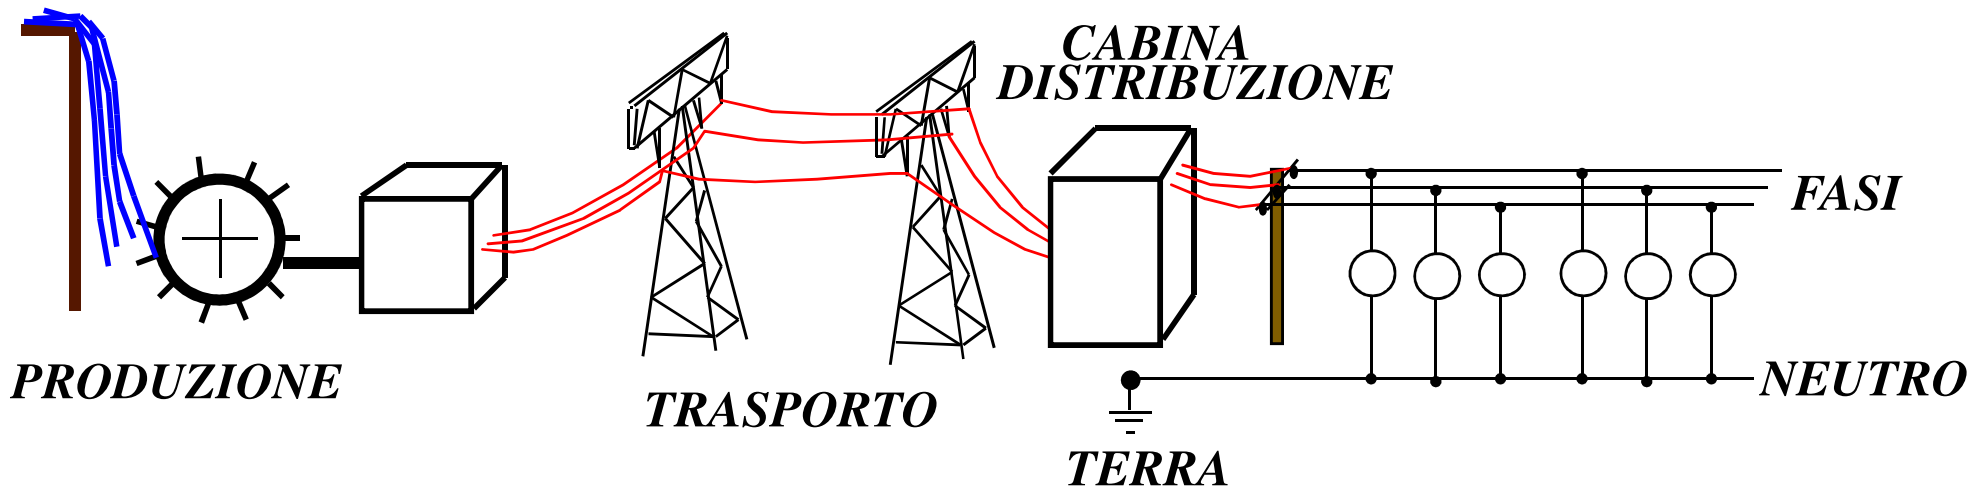 CABINA
DISTRIBUZIONE
FASI
PRODUZIONE
TRASPORTO
NEUTRO
TERRA